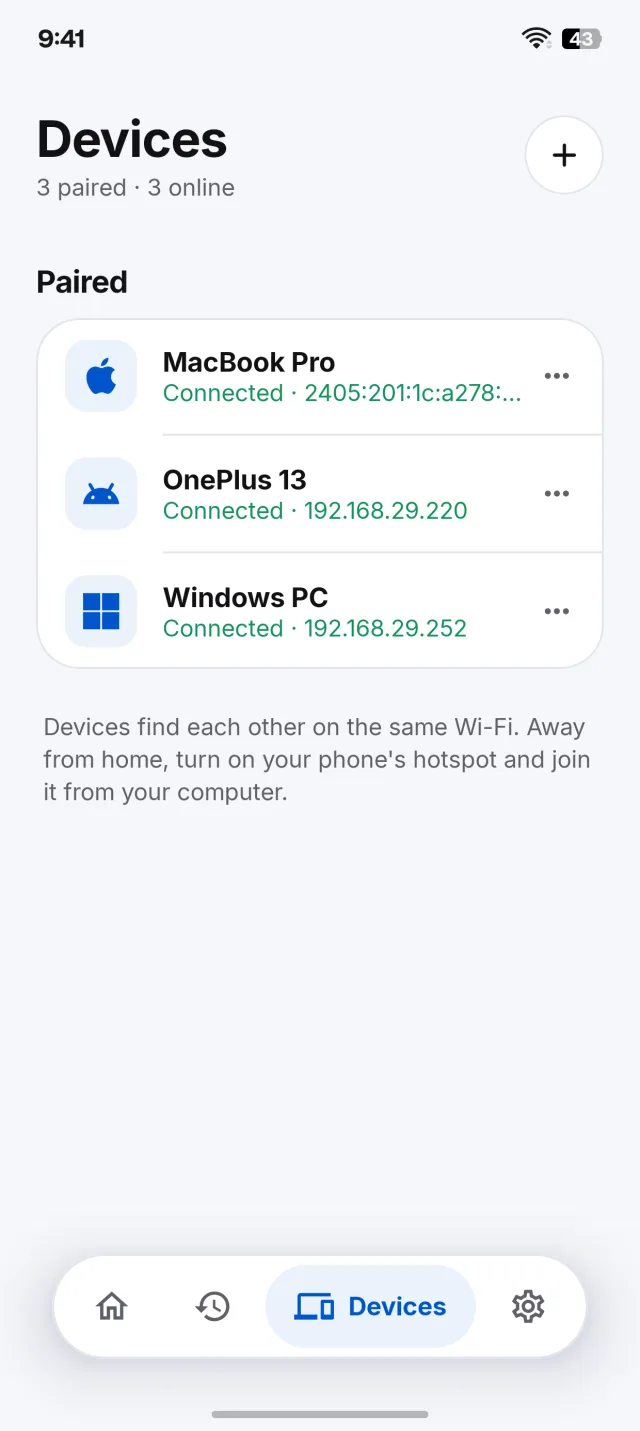 9:41
43
Devices
3 paired · 3 online
Paired
MacBook Pro
Connected · 2405:201:1c:a278:...
OnePlus 13
Connected · 192.168.29.220
Windows PC
Connected · 192.168.29.252
Devices find each other on the same Wi-Fi. Away
from home, turn on your phone's hotspot and join
it from your computer.
Devices